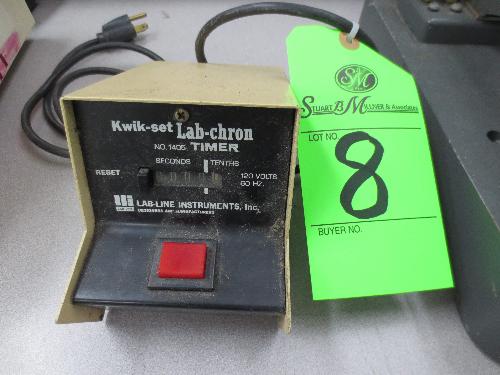 Kwik-set Lab-chron
NO. 1405 TIMER
SECONDS TENTHS
RESET
120 VOLTS
60 HZ.
LAB-LINE INSTRUMENTS, Inc.
DESIGNERS AND MANUFACTURERS
SM
STUART B MILLNER & Associates
LOT NO.
8
BUYER NO.